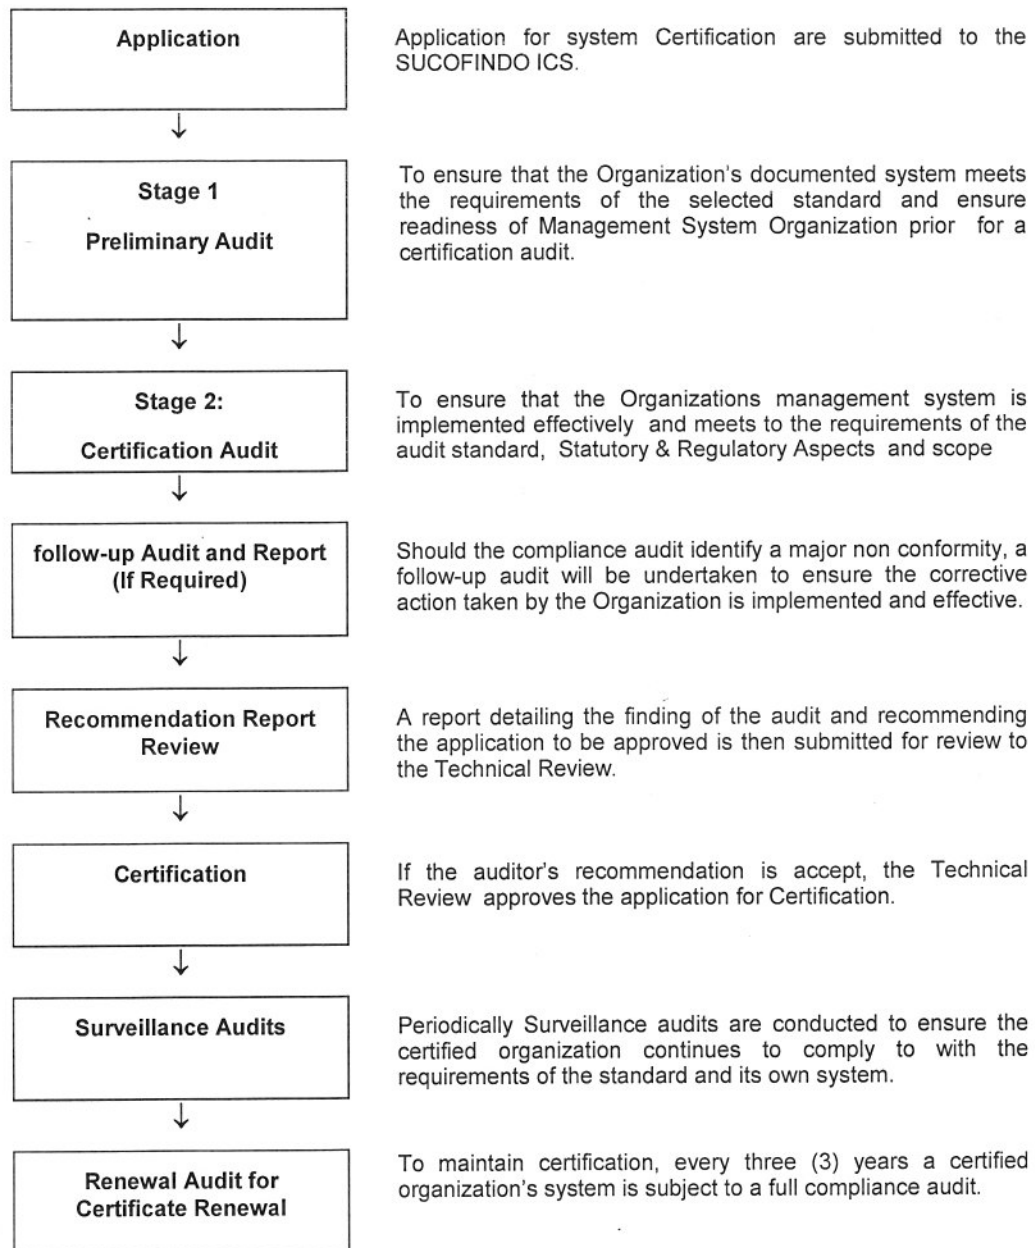 Application
Application for system Certification are submitted to the
SUCOFINDO ICS.
↓
Stage 1
Preliminary Audit
To ensure that the Organization's documented system meets
the requirements of the selected standard and ensure
readiness of Management System Organization prior for a
certification audit.
↓
Stage 2:
Certification Audit
To ensure that the Organizations management system is
implemented effectively and meets to the requirements of the
audit standard, Statutory & Regulatory Aspects and scope
↓
follow-up Audit and Report
(If Required)
Should the compliance audit identify a major non conformity, a
follow-up audit will be undertaken to ensure the corrective
action taken by the Organization is implemented and effective.
↓
Recommendation Report
Review
A report detailing the finding of the audit and recommending
the application to be approved is then submitted for review to
the Technical Review.
↓
Certification
If the auditor's recommendation is accept, the Technical
Review approves the application for Certification.
↓
Surveillance Audits
Periodically Surveillance audits are conducted to ensure the
certified organization continues to comply to with the
requirements of the standard and its own system.
↓
Renewal Audit for
Certificate Renewal
To maintain certification, every three (3) years a certified
organization's system is subject to a full compliance audit.